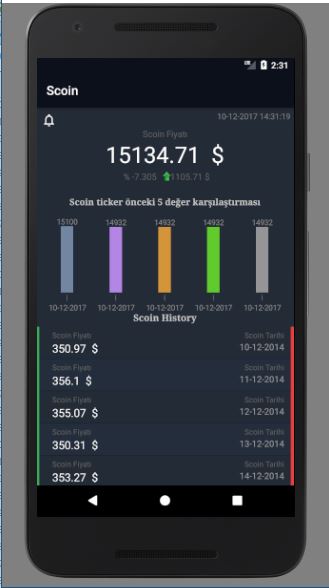 2:31
Scoin
10-12-2017 14:31:19
Scoin Fiyatı
15134.71 $
% -7.305 1105.71 $
Scoin ticker önceki 5 değer karşılaştırması
15100 14932 14932 14932 14932
10-12-2017 10-12-2017 10-12-2017 10-12-2017 10-12-2017
Scoin History
Scoin Fiyatı Scoin Tarihi
350.97 $ 10-12-2014
Scoin Fiyatı Scoin Tarihi
356.1 $ 11-12-2014
Scoin Fiyatı Scoin Tarihi
355.07 $ 12-12-2014
Scoin Fiyatı Scoin Tarihi
350.31 $ 13-12-2014
Scoin Fiyatı Scoin Tarihi
353.27 $ 14-12-2014